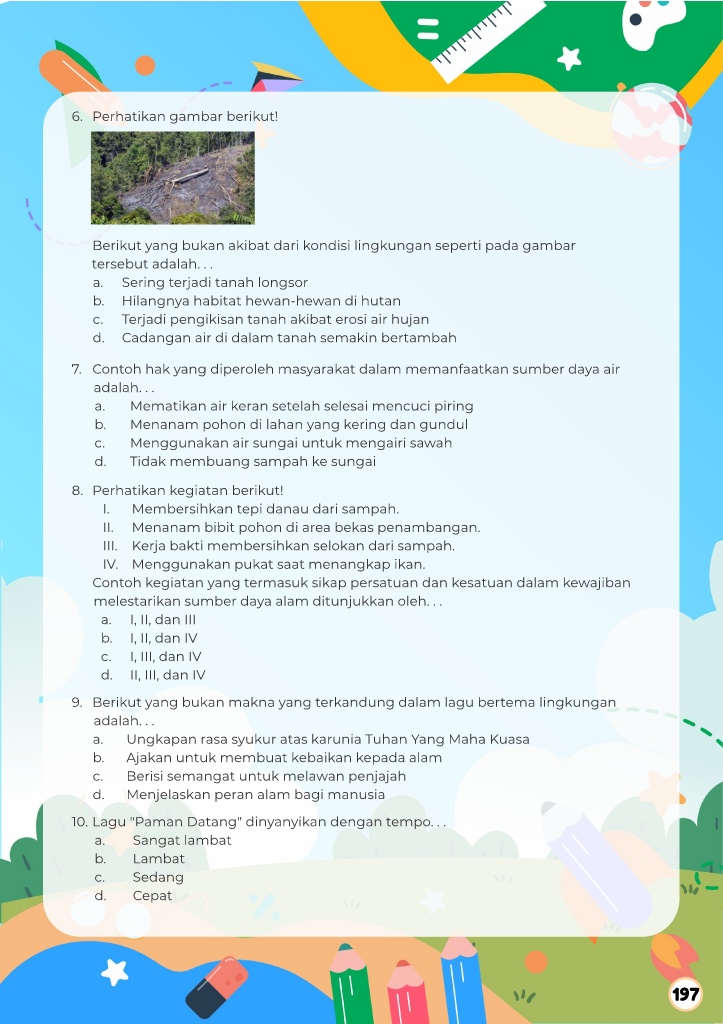 6. Perhatikan gambar berikut!
Berikut yang bukan akibat dari kondisi lingkungan seperti pada gambar
tersebut adalah. . .
a. Sering terjadi tanah longsor
b. Hilangnya habitat hewan-hewan di hutan
c. Terjadi pengikisan tanah akibat erosi air hujan
d. Cadangan air di dalam tanah semakin bertambah
7. Contoh hak yang diperoleh masyarakat dalam memanfaatkan sumber daya air
adalah. . .
a. Mematikan air keran setelah selesai mencuci piring
b. Menanam pohon di lahan yang kering dan gundul
c. Menggunakan air sungai untuk mengairi sawah
d. Tidak membuang sampah ke sungai
8. Perhatikan kegiatan berikut!
I. Membersihkan tepi danau dari sampah.
II. Menanam bibit pohon di area bekas penambangan.
III. Kerja bakti membersihkan selokan dari sampah.
IV. Menggunakan pukat saat menangkap ikan.
Contoh kegiatan yang termasuk sikap persatuan dan kesatuan dalam kewajiban
melestarikan sumber daya alam ditunjukkan oleh. . .
a. I, II, dan III
b. I, II, dan IV
c. I, III, dan IV
d. II, III, dan IV
9. Berikut yang bukan makna yang terkandung dalam lagu bertema lingkungan
adalah. . .
a. Ungkapan rasa syukur atas karunia Tuhan Yang Maha Kuasa
b. Ajakan untuk membuat kebaikan kepada alam
c. Berisi semangat untuk melawan penjajah
d. Menjelaskan peran alam bagi manusia
10. Lagu "Paman Datang" dinyanyikan dengan tempo. . .
a. Sangat lambat
b. Lambat
c. Sedang
d. Cepat
197